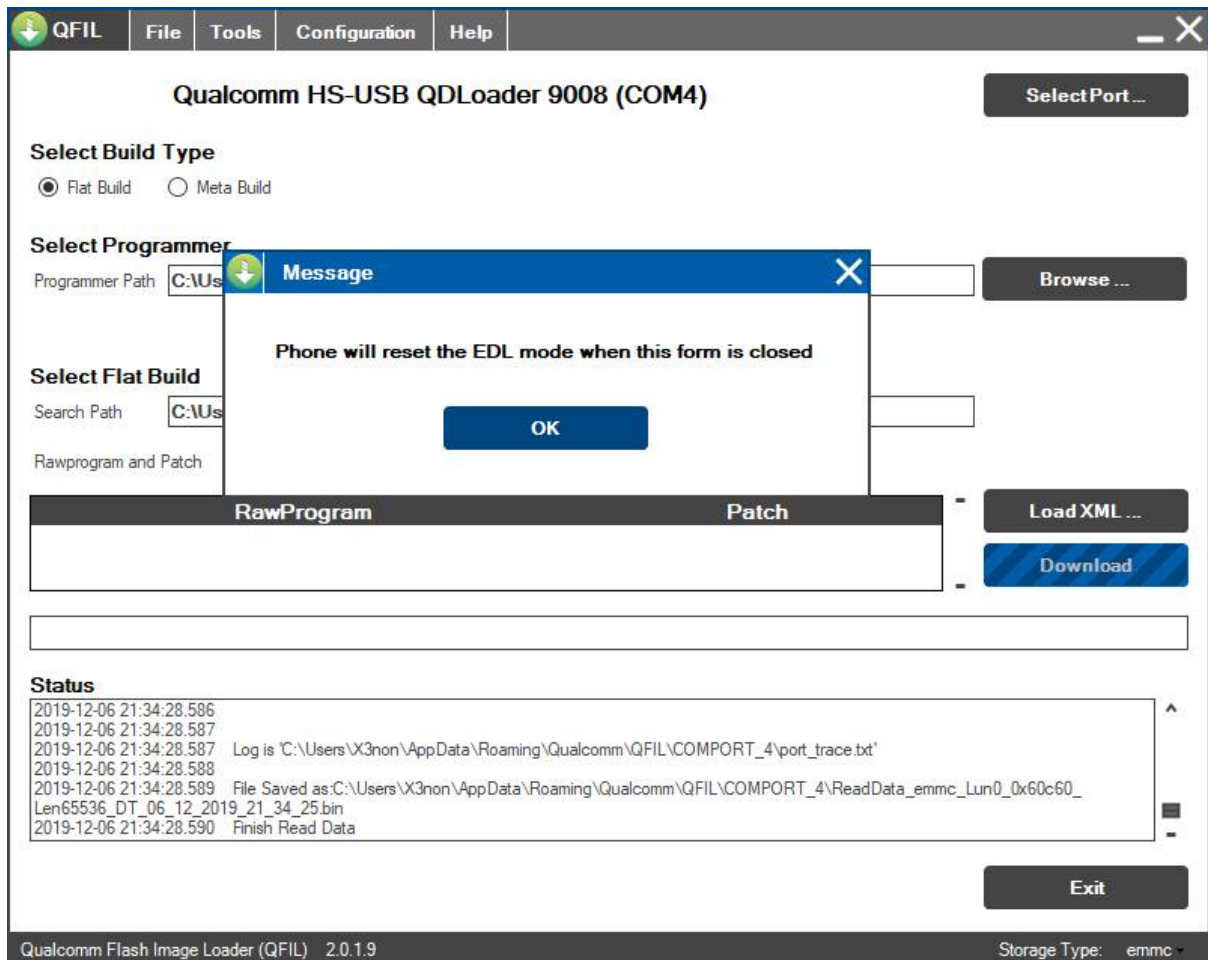 QFIL File Tools Configuration Help
Qualcomm HS-USB QDLoader 9008 (COM4) Select Port ...
Select Build Type
Flat Build Meta Build
Select Programmer
Programmer Path C:\Us Browse ...
Message
Phone will reset the EDL mode when this form is closed
OK
Select Flat Build
Search Path C:\Us
Rawprogram and Patch
RawProgram Patch
Load XML ...
Download
Status
2019-12-06 21:34:28.586
2019-12-06 21:34:28.587
2019-12-06 21:34:28.587 Log is 'C:\Users\X3non\AppData\Roaming\Qualcomm\QFIL\COMPORT_4\port_trace.txt'
2019-12-06 21:34:28.588
2019-12-06 21:34:28.589 File Saved as:C:\Users\X3non\AppData\Roaming\Qualcomm\QFIL\COMPORT_4\ReadData_emmc_Lun0_0x60c60_
Len65536_DT_06_12_2019_21_34_25.bin
2019-12-06 21:34:28.590 Finish Read Data
Exit
Qualcomm Flash Image Loader (QFIL) 2.0.1.9 Storage Type: emmc